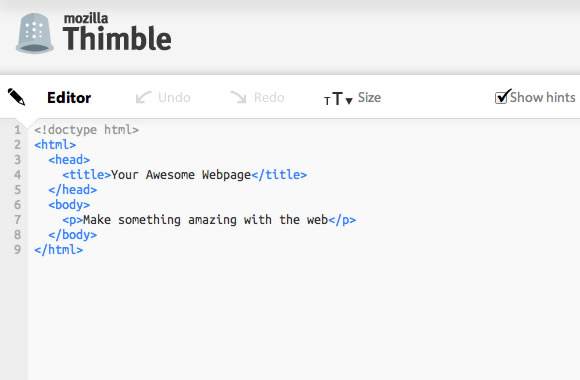 mozilla
Thimble
Editor Undo Redo TT Size Show hints
1 <!doctype html>
2 <html>
3 <head>
4 <title>Your Awesome Webpage</title>
5 </head>
6 <body>
7 <p>Make something amazing with the web</p>
8 </body>
9 </html>